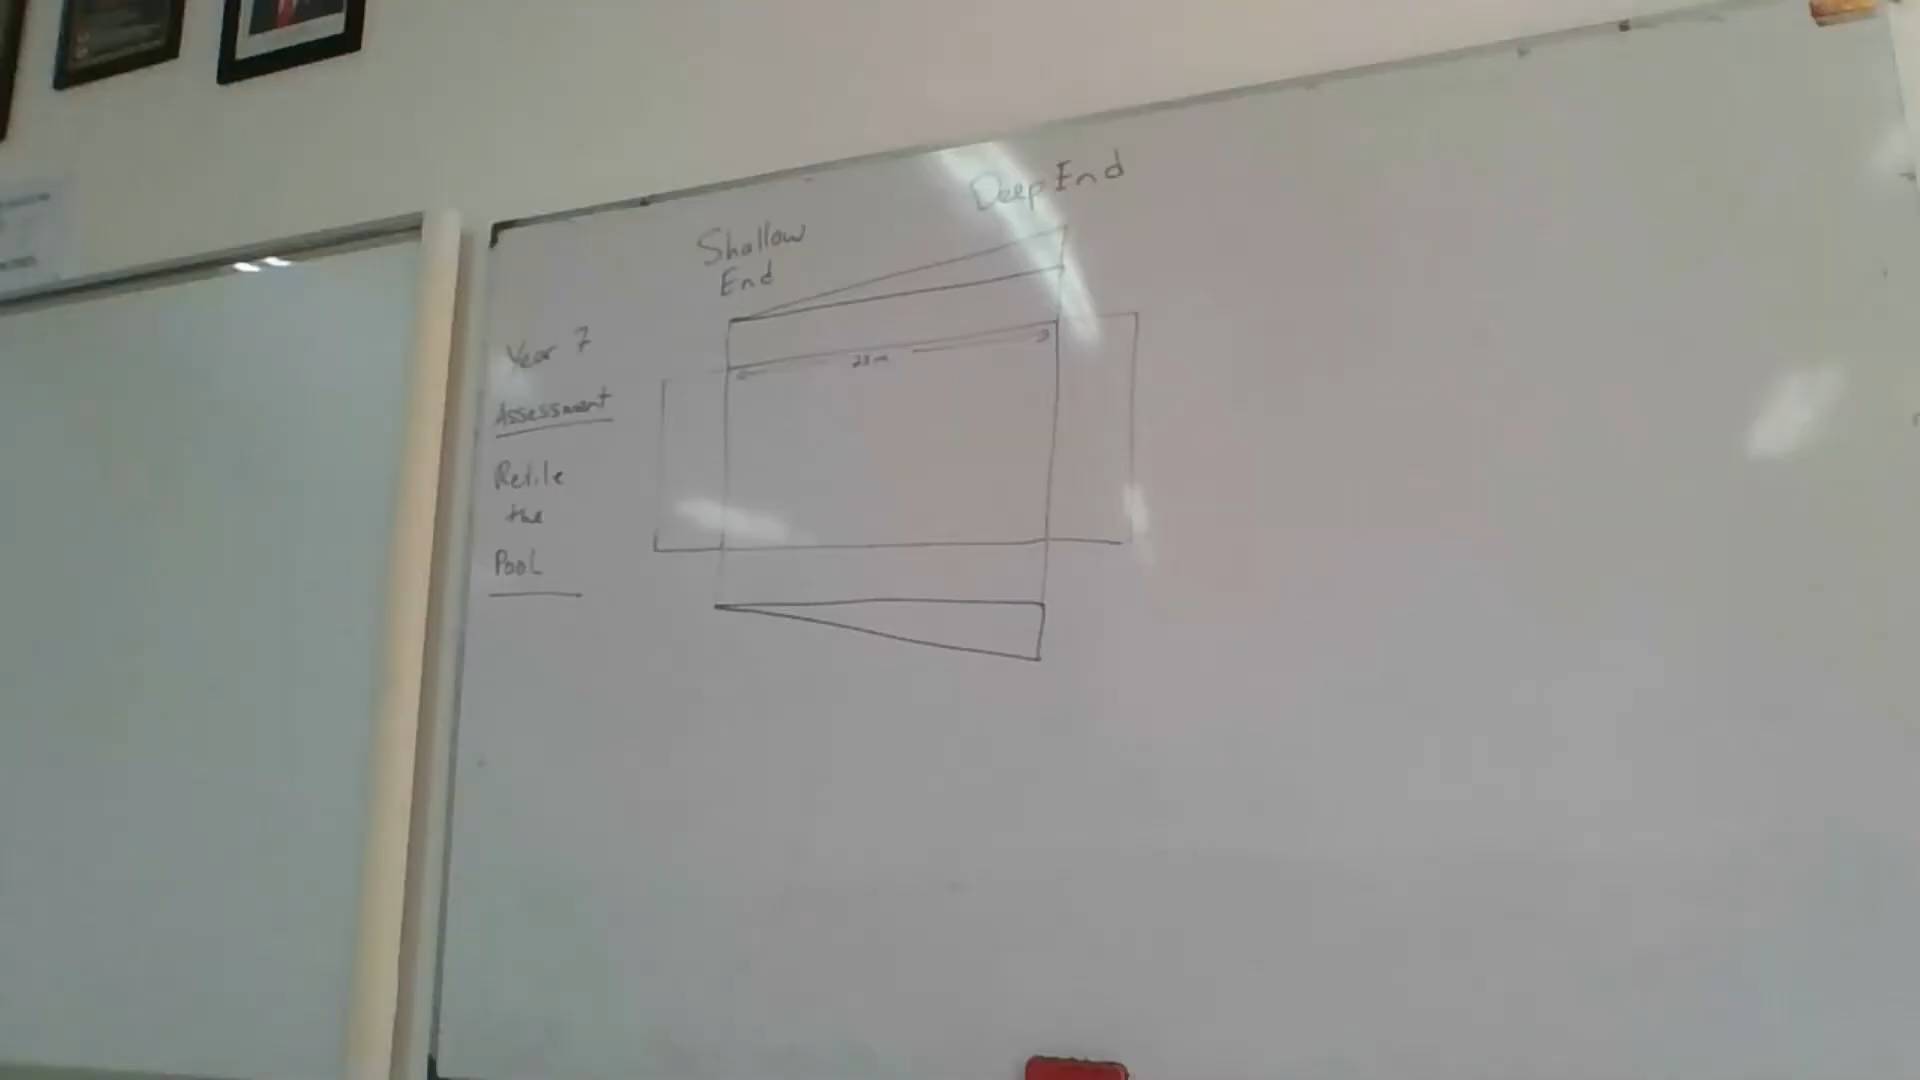 Deep End
Shallow
End
Year 7
Assessment
Retile
the
Pool